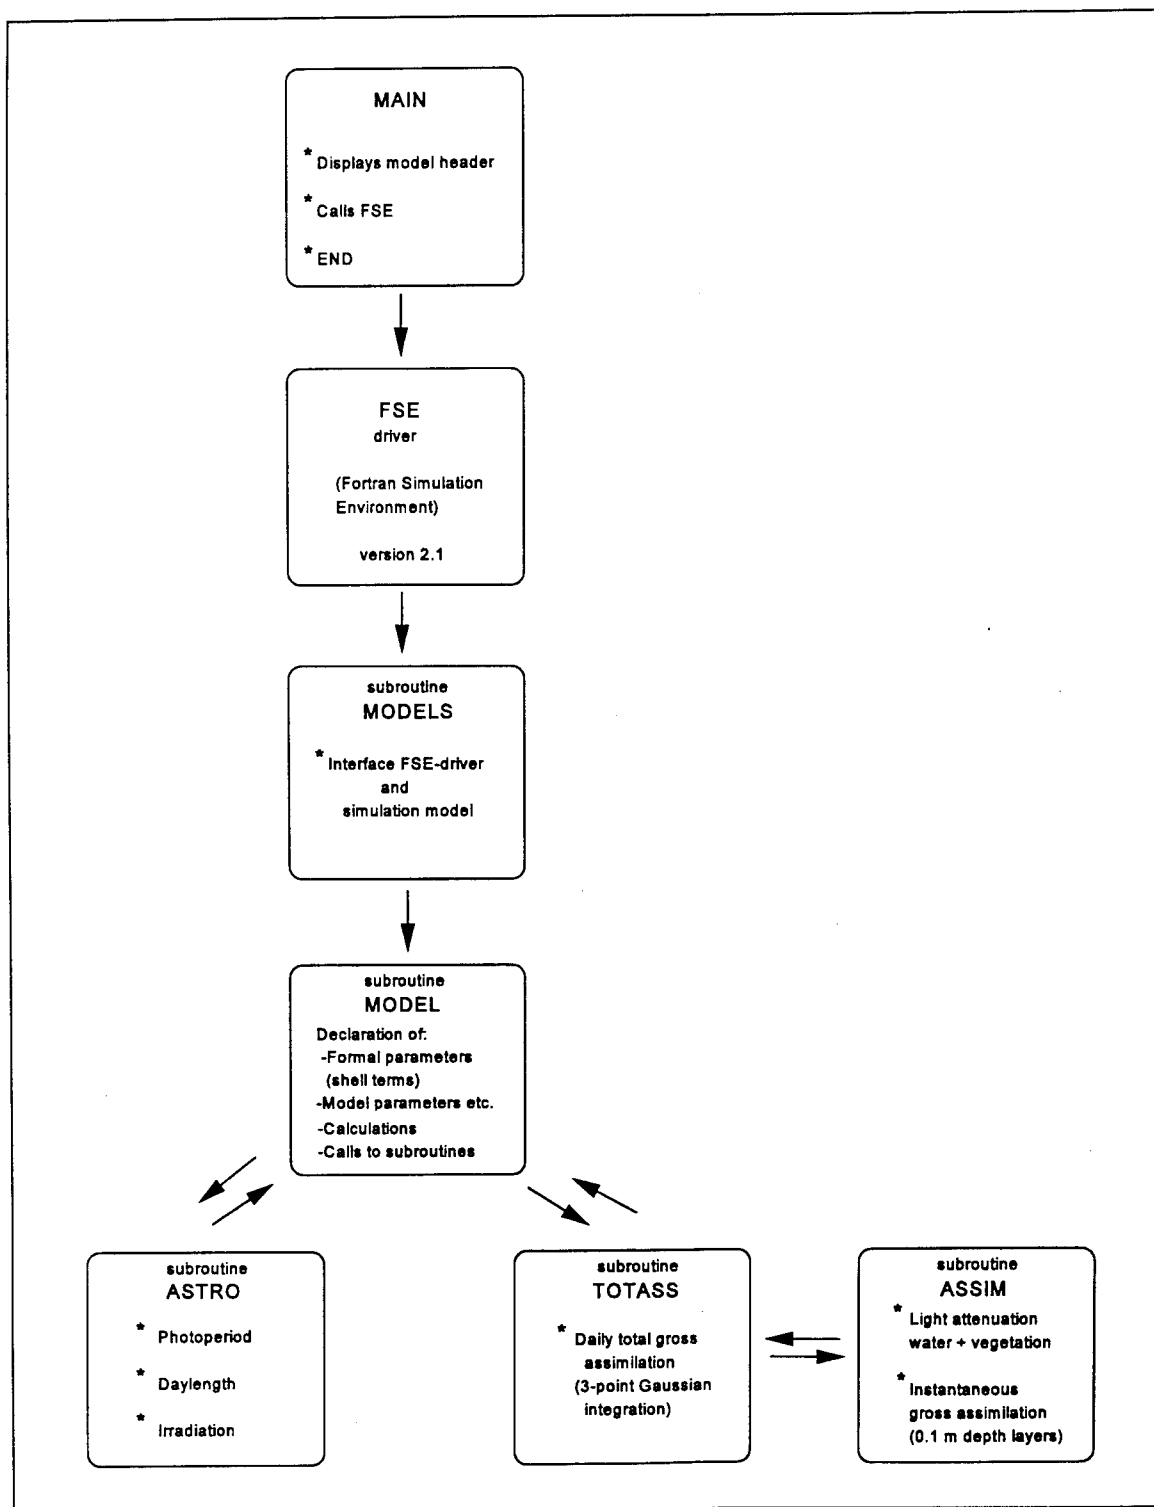 MAIN
* Displays model header
* Calls FSE
* END
FSE
driver
(Fortran Simulation
Environment)
version 2.1
subroutine
MODELS
* Interface FSE-driver
and
simulation model
subroutine
MODEL
Declaration of:
-Formal parameters
(shell terms)
-Model parameters etc.
-Calculations
-Calls to subroutines
subroutine
ASTRO
* Photoperiod
* Daylength
* Irradiation
subroutine
TOTASS
* Daily total gross
assimilation
(3-point Gaussian
integration)
subroutine
ASSIM
* Light attenuation
water + vegetation
* Instantaneous
gross assimilation
(0.1 m depth layers)